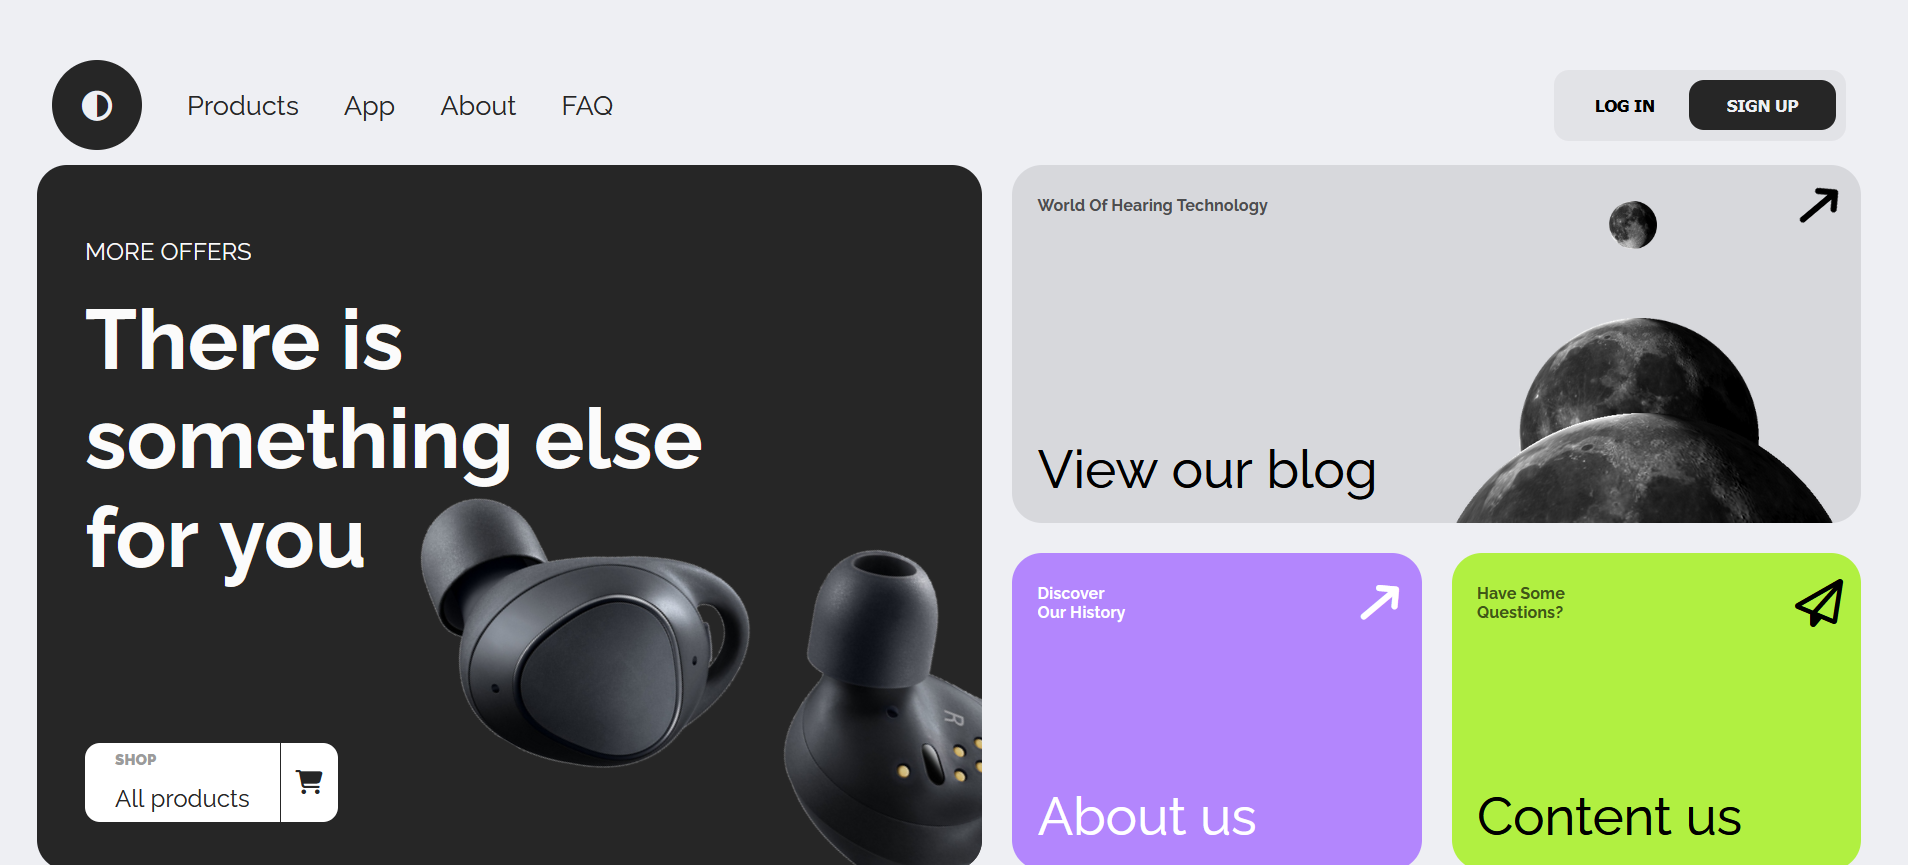 Products
App
About
FAQ
LOG IN
SIGN UP
MORE OFFERS
There is
something else
for you
SHOP
All products
World Of Hearing Technology
View our blog
Discover
Our History
About us
Have Some
Questions?
Content us
R